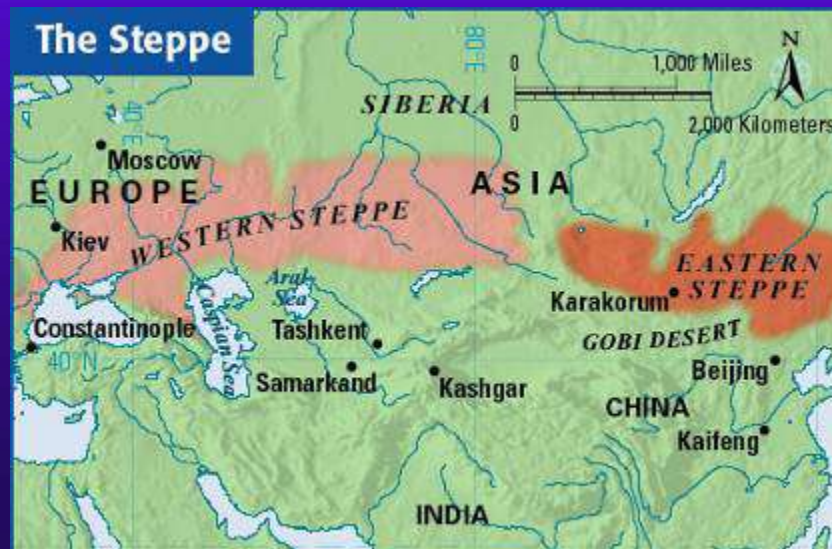 The Steppe
80°E
N
0
1,000 Miles
0
2,000 Kilometers
SIBERIA
40°E
Moscow
EUROPE
ASIA
WESTERN STEPPE
Kiev
EASTERN
STEPPE
Aral
Sea
Caspian Sea
Karakorum
Constantinople
Tashkent
GOBI DESERT
40°N
Samarkand
Kashgar
Beijing
CHINA
Kaifeng
INDIA